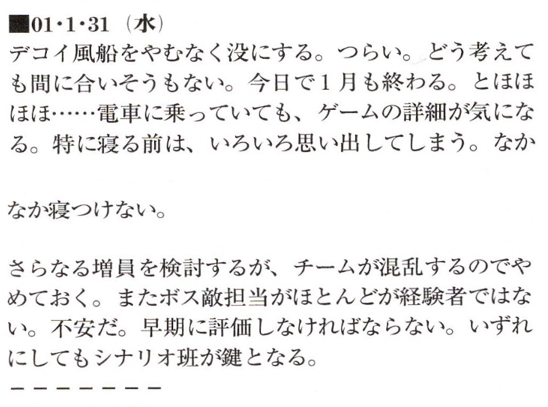 ■01・1・31 (水)
デコイ風船をやむなく没にする。つらい。どう考えて
も間に合いそうもない。今日で1月も終わる。とほほ
ほほ……電車に乗っていても、ゲームの詳細が気にな
る。特に寝る前は、いろいろ思い出してしまう。なか
なか寝つけない。
さらなる増員を検討するが、チームが混乱するのでや
めておく。またボス敵担当がほとんどが経験者ではな
い。不安だ。早期に評価しなければならない。いずれ
にしてもシナリオ班が鍵となる。
－－－－－－－